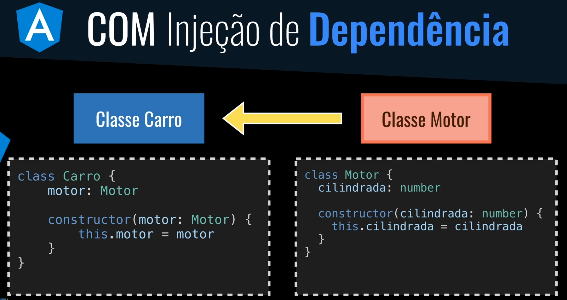 A
COM Injeção de Dependência
Classe Carro
Classe Motor
class Carro {
    motor: Motor

    constructor(motor: Motor) {
        this.motor = motor
    }
}
class Motor {
  cilindrada: number

  constructor(cilindrada: number) {
    this.cilindrada = cilindrada
  }
}